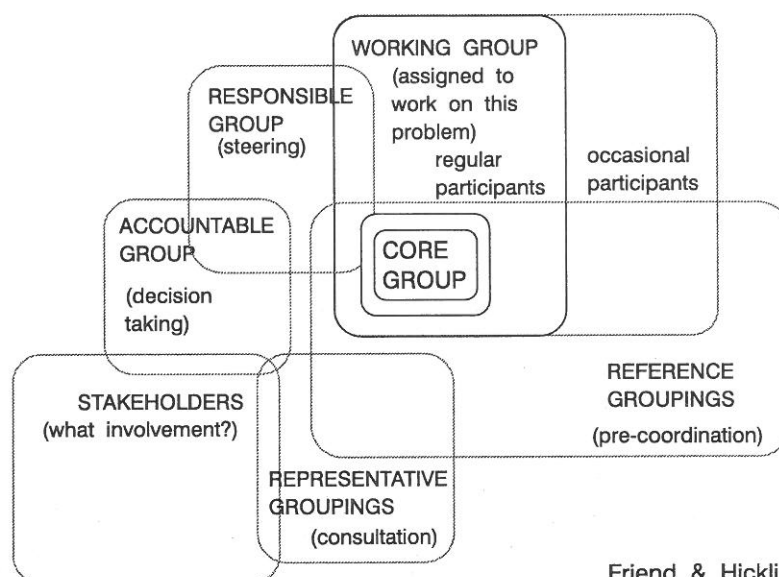 WORKING GROUP
(assigned to
work on this
problem)
regular
participants
occasional
participants
RESPONSIBLE
GROUP
(steering)
ACCOUNTABLE
GROUP
(decision
taking)
CORE
GROUP
STAKEHOLDERS
(what involvement?)
REFERENCE
GROUPINGS
(pre-coordination)
REPRESENTATIVE
GROUPINGS
(consultation)
Friend & Hickli